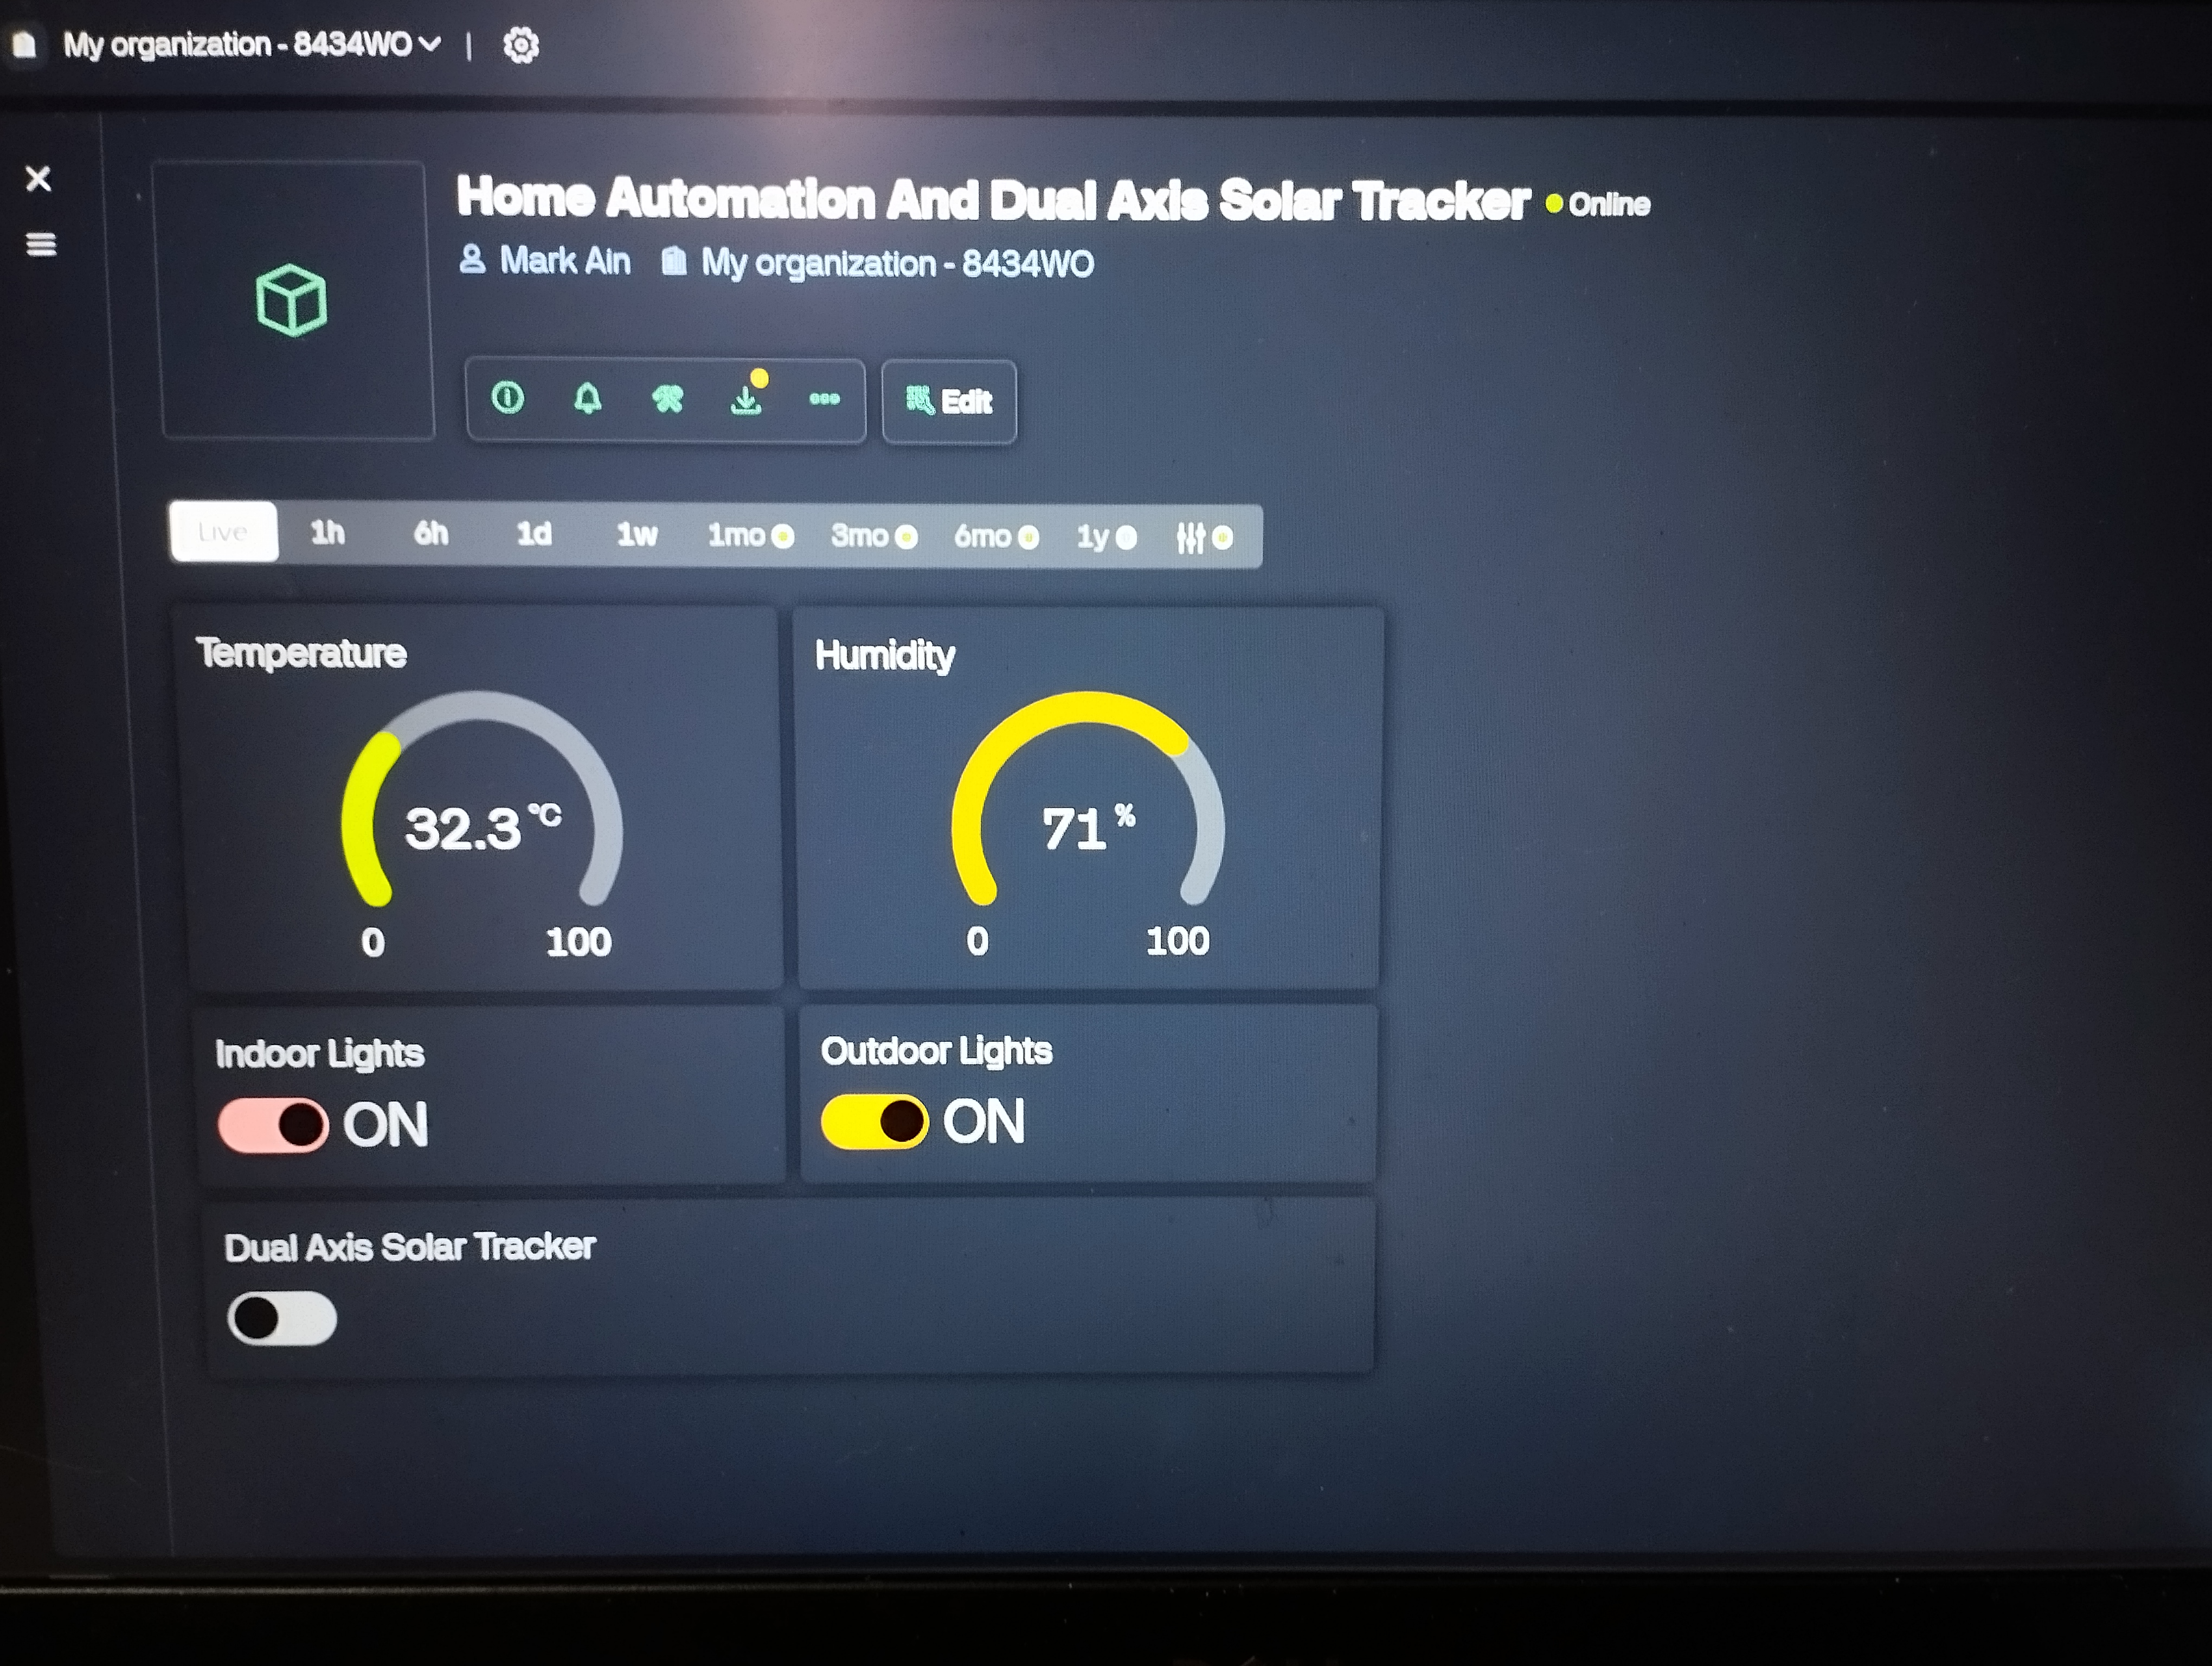 My organization - 8434WO
Home Automation And Dual Axis Solar Tracker Online
Mark Ain My organization - 8434WO
Edit
Live 1h 6h 1d 1w 1mo 3mo 6mo 1y
Temperature
32.3 °C
0 100
Humidity
71 %
0 100
Indoor Lights
ON
Outdoor Lights
ON
Dual Axis Solar Tracker